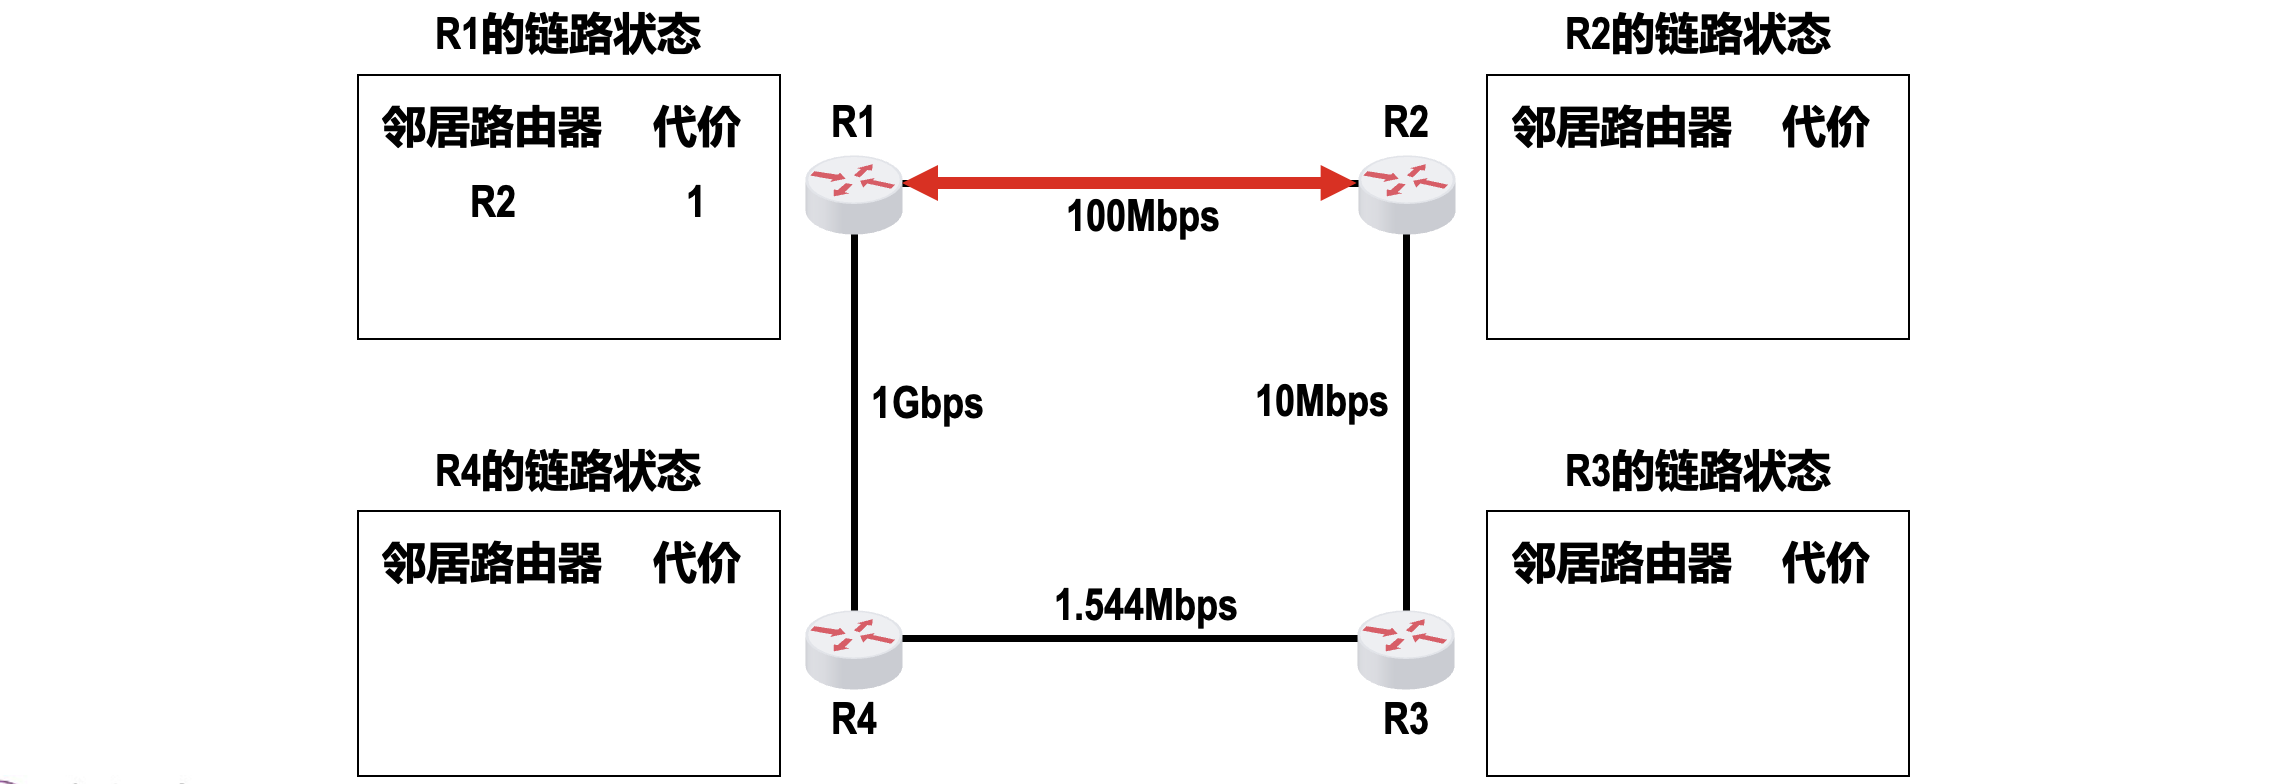 R1的链路状态
邻居路由器 代价
R2 1
R2的链路状态
邻居路由器 代价
R1
R2
100Mbps
1Gbps
10Mbps
R4的链路状态
邻居路由器 代价
R3的链路状态
邻居路由器 代价
1.544Mbps
R4
R3